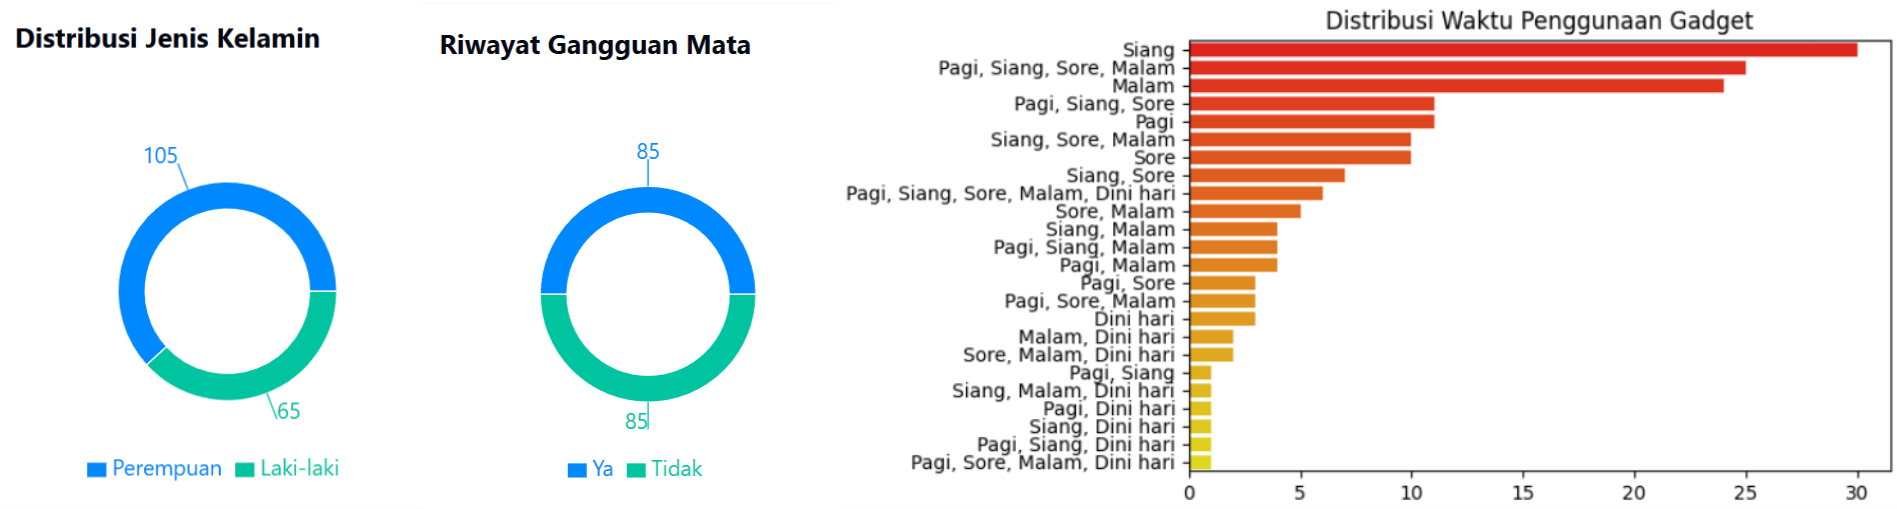 Distribusi Jenis Kelamin
105
65
Perempuan
Laki-laki
Riwayat Gangguan Mata
85
85
Ya
Tidak
Distribusi Waktu Penggunaan Gadget
Siang
Pagi, Siang, Sore, Malam
Malam
Pagi, Siang, Sore
Pagi
Siang, Sore, Malam
Sore
Siang, Sore
Pagi, Siang, Sore, Malam, Dini hari
Sore, Malam
Siang, Malam
Pagi, Siang, Malam
Pagi, Malam
Pagi, Sore
Pagi, Sore, Malam
Dini hari
Malam, Dini hari
Sore, Malam, Dini hari
Pagi, Siang
Siang, Malam, Dini hari
Pagi, Dini hari
Siang, Dini hari
Pagi, Siang, Dini hari
Pagi, Sore, Malam, Dini hari
0 5 10 15 20 25 30